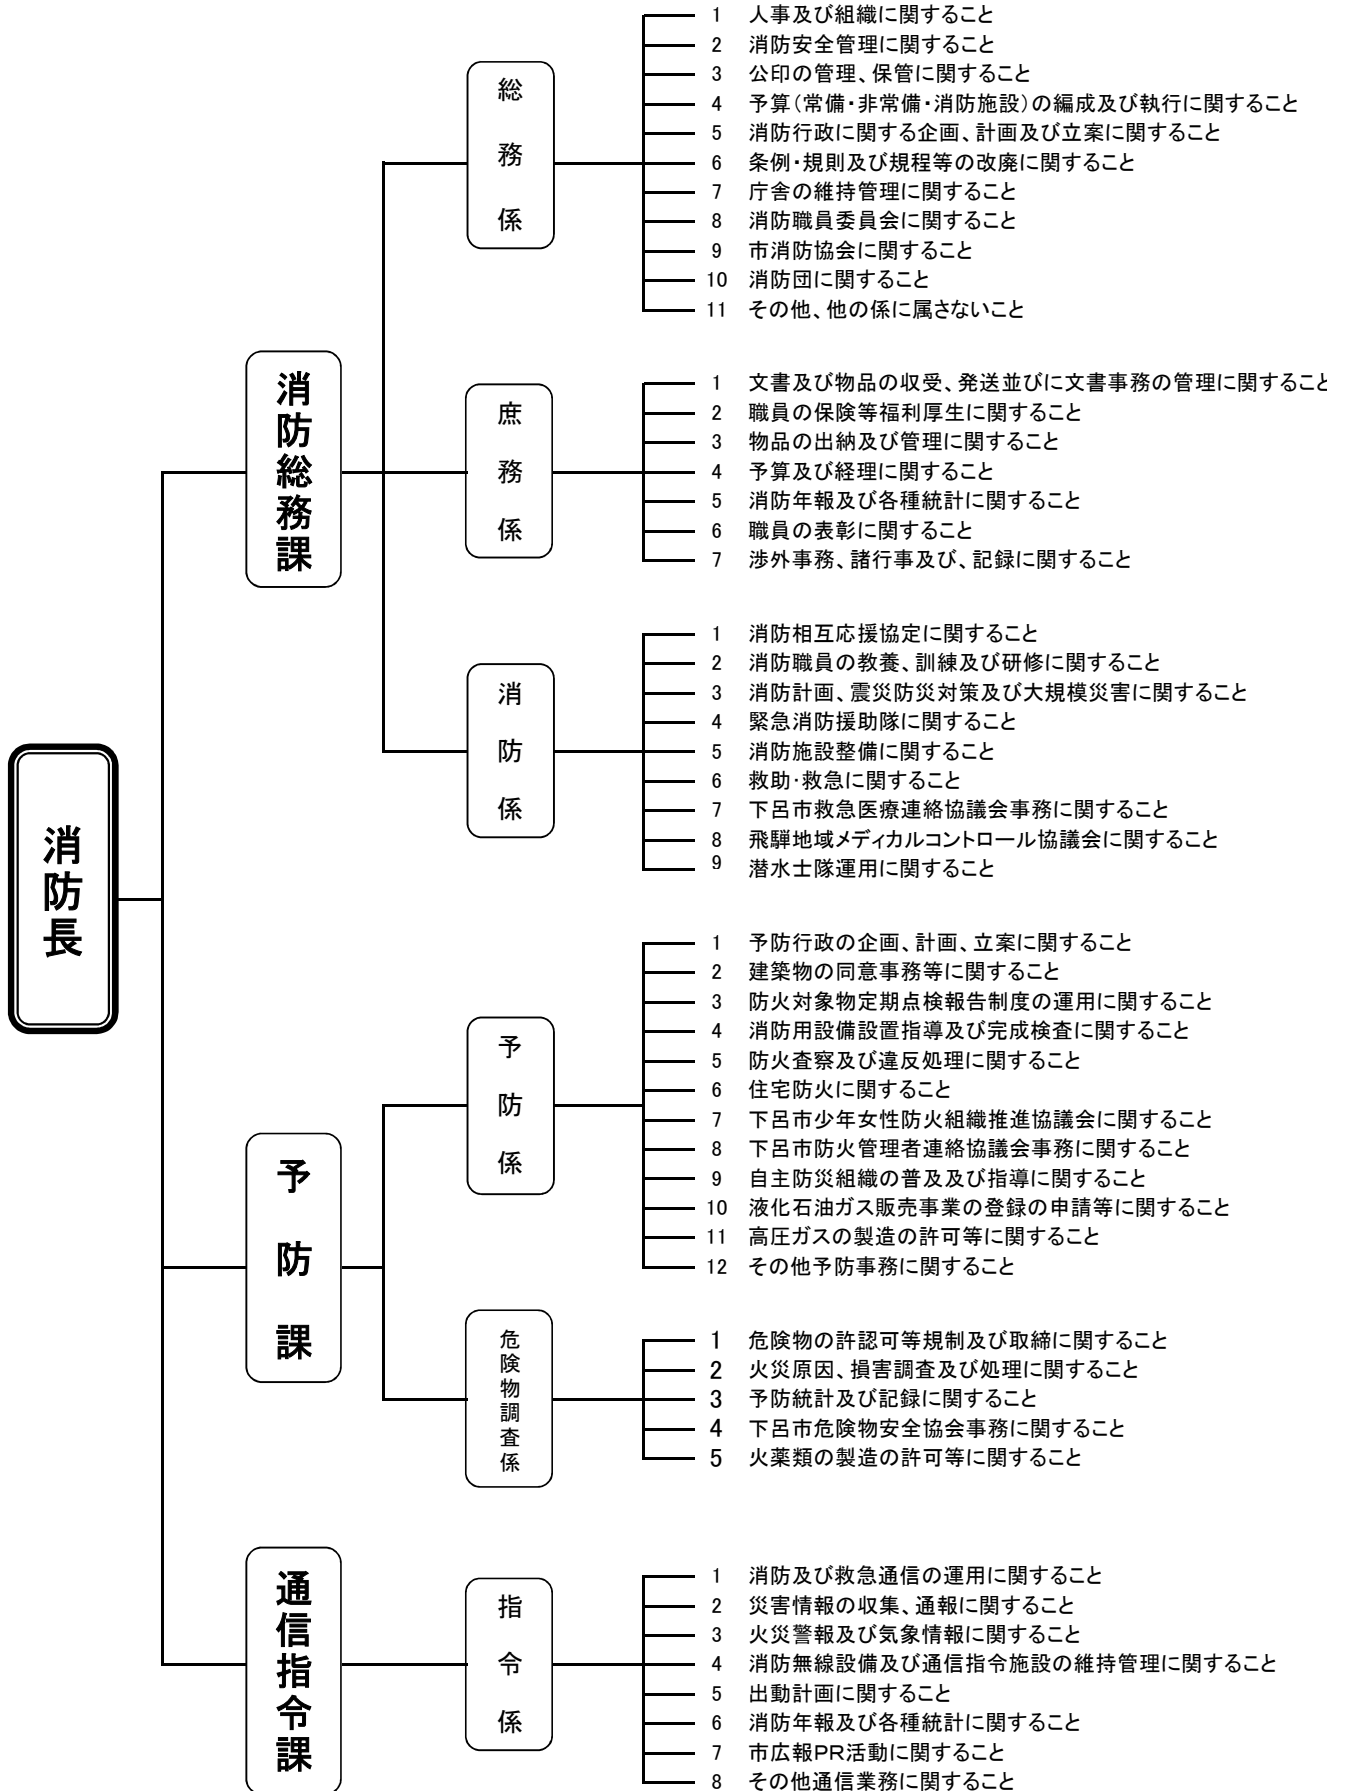 消防長
消防総務課
総務係
1 人事及び組織に関すること
2 消防安全管理に関すること
3 公印の管理、保管に関すること
4 予算(常備・非常備・消防施設)の編成及び執行に関すること
5 消防行政に関する企画、計画及び立案に関すること
6 条例・規則及び規程等の改廃に関すること
7 庁舎の維持管理に関すること
8 消防職員委員会に関すること
9 市消防協会に関すること
10 消防団に関すること
11 その他、他の係に属さないこと
庶務係
1 文書及び物品の収受、発送並びに文書事務の管理に関すること
2 職員の保険等福利厚生に関すること
3 物品の出納及び管理に関すること
4 予算及び経理に関すること
5 消防年報及び各種統計に関すること
6 職員の表彰に関すること
7 渉外事務、諸行事及び、記録に関すること
消防係
1 消防相互応援協定に関すること
2 消防職員の教養、訓練及び研修に関すること
3 消防計画、震災防災対策及び大規模災害に関すること
4 緊急消防援助隊に関すること
5 消防施設整備に関すること
6 救助・救急に関すること
7 下呂市救急医療連絡協議会事務に関すること
8 飛騨地域メディカルコントロール協議会に関すること
9 潜水士隊運用に関すること
予防課
予防係
1 予防行政の企画、計画、立案に関すること
2 建築物の同意事務等に関すること
3 防火対象物定期点検報告制度の運用に関すること
4 消防用設備設置指導及び完成検査に関すること
5 防火査察及び違反処理に関すること
6 住宅防火に関すること
7 下呂市少年女性防火組織推進協議会に関すること
8 下呂市防火管理者連絡協議会事務に関すること
9 自主防災組織の普及及び指導に関すること
10 液化石油ガス販売事業の登録の申請等に関すること
11 高圧ガスの製造の許可等に関すること
12 その他予防事務に関すること
危険物調査係
1 危険物の許認可等規制及び取締に関すること
2 火災原因、損害調査及び処理に関すること
3 予防統計及び記録に関すること
4 下呂市危険物安全協会事務に関すること
5 火薬類の製造の許可等に関すること
通信指令課
指令係
1 消防及び救急通信の運用に関すること
2 災害情報の収集、通報に関すること
3 火災警報及び気象情報に関すること
4 消防無線設備及び通信指令施設の維持管理に関すること
5 出動計画に関すること
6 消防年報及び各種統計に関すること
7 市広報PR活動に関すること
8 その他通信業務に関すること